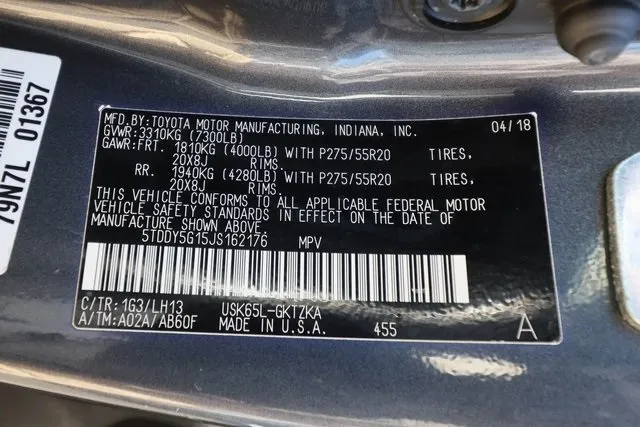 79N7L 01367
MFD.BY:TOYOTA MOTOR MANUFACTURING, INDIANA, INC. 04/18
GVWR:3310KG (7300LB)
GAWR:FRT. 1810KG (4000LB) WITH P275/55R20 TIRES,
20X8J RIMS.
RR. 1940KG (4280LB) WITH P275/55R20 TIRES,
20X8J RIMS.
THIS VEHICLE CONFORMS TO ALL APPLICABLE FEDERAL MOTOR
VEHICLE SAFETY STANDARDS IN EFFECT ON THE DATE OF
MANUFACTURE SHOWN ABOVE.
5TDDY5G15JS162176 MPV
C/TR:1G3/LH13 USK65L-GKTZKA
A/TM:A02A/AB60F MADE IN U.S.A. 455 A